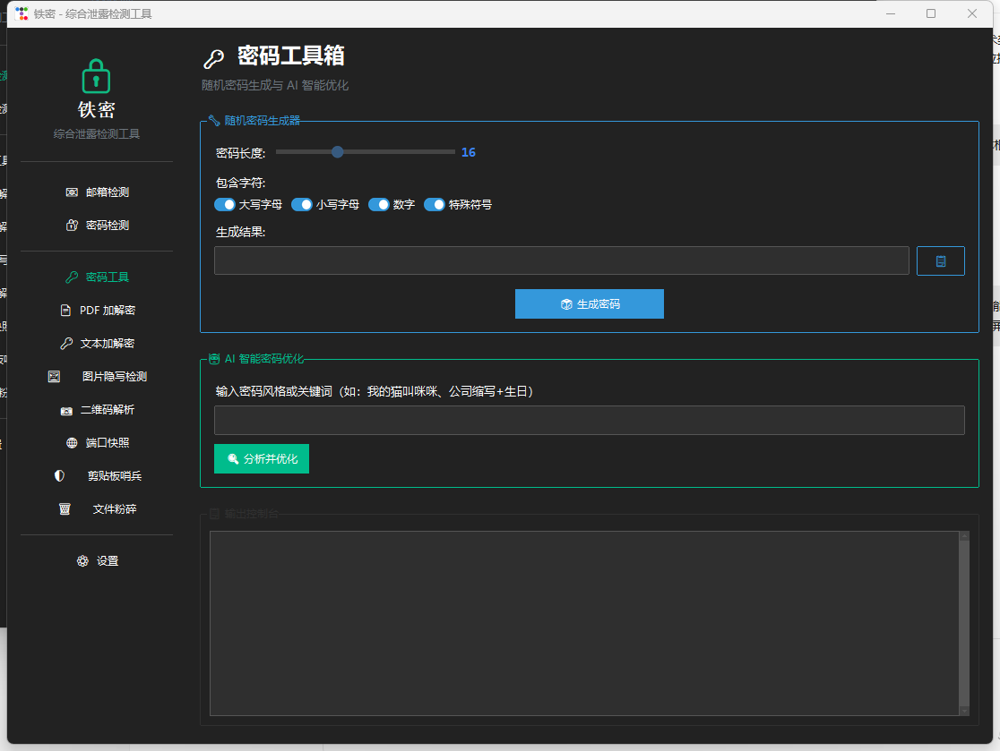 铁密 - 综合泄露检测工具
铁密
综合泄露检测工具
邮箱检测
密码检测
密码工具
PDF 加解密
文本加解密
图片隐写检测
二维码解析
端口快照
剪贴板哨兵
文件粉碎
设置
密码工具箱
随机密码生成与 AI 智能优化
随机密码生成器
密码长度: 16
包含字符:
大写字母 小写字母 数字 特殊符号
生成结果:
生成密码
AI 智能密码优化
输入密码风格或关键词（如：我的猫叫咪咪、公司缩写+生日）
分析并优化
输出控制台